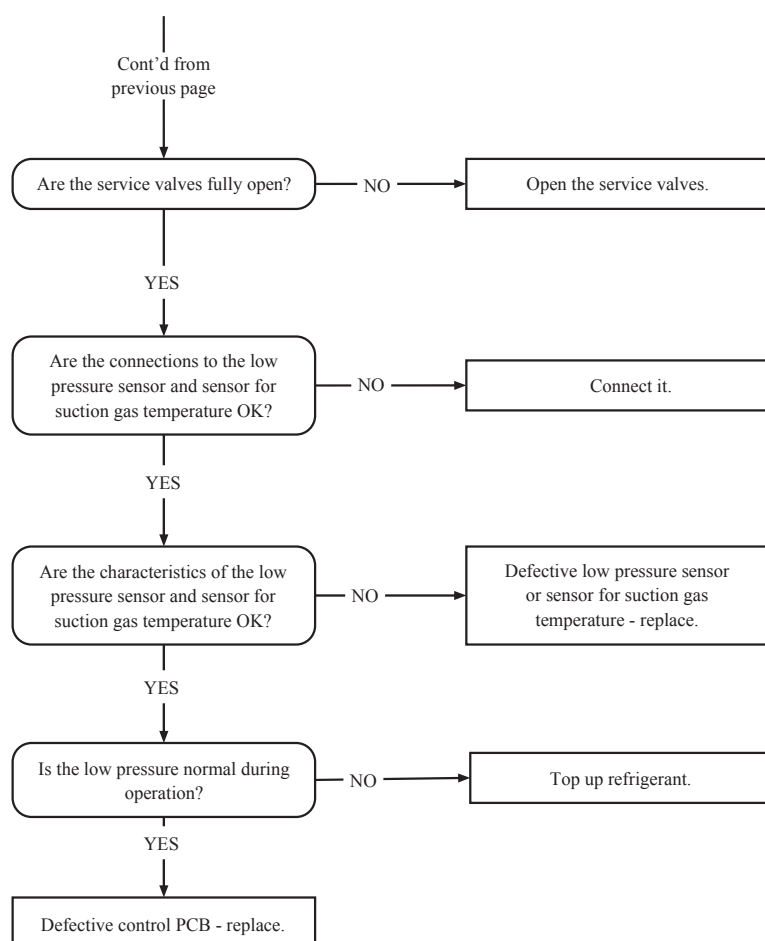 Cont’d from
previous page
Are the service valves fully open?
NO
Open the service valves.
YES
Are the connections to the low
pressure sensor and sensor for
suction gas temperature OK?
NO
Connect it.
YES
Are the characteristics of the low
pressure sensor and sensor for
suction gas temperature OK?
NO
Defective low pressure sensor
or sensor for suction gas
temperature - replace.
YES
Is the low pressure normal during
operation?
NO
Top up refrigerant.
YES
Defective control PCB - replace.